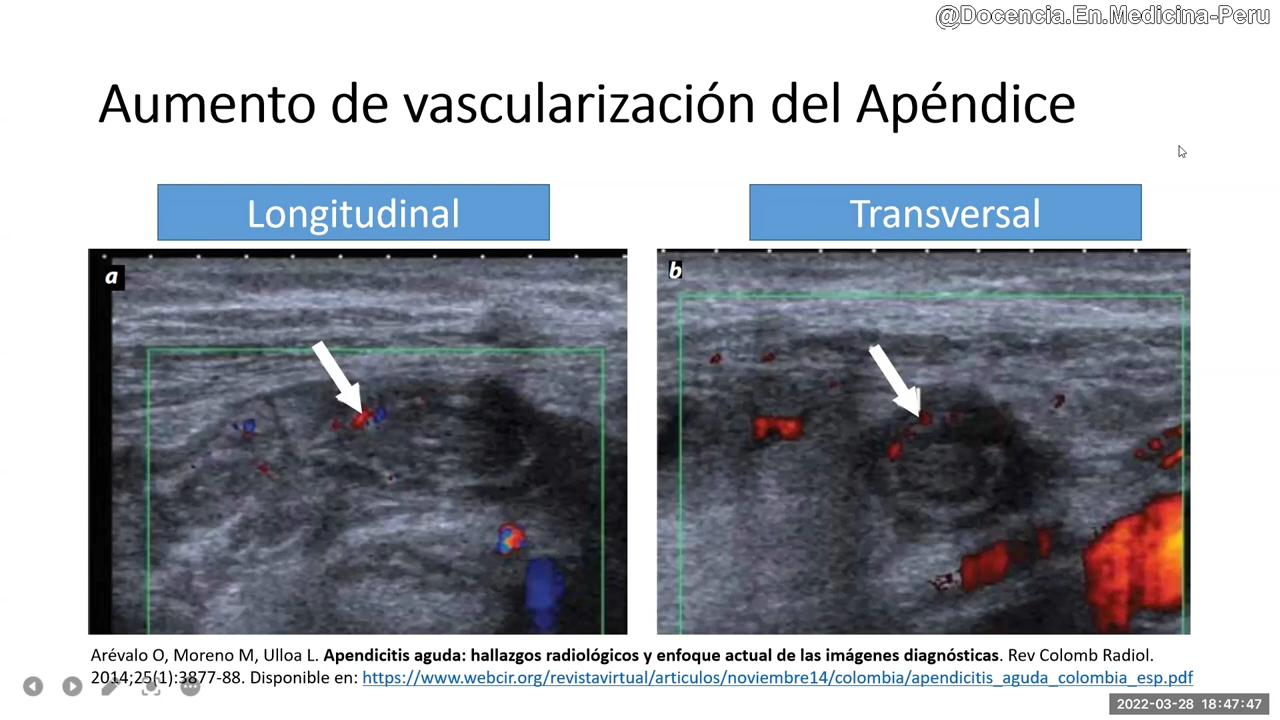 @Docencia.En.Medicina-Peru
Aumento de vascularización del Apéndice
Longitudinal
Transversal
a
b
Arévalo O, Moreno M, Ulloa L. Apendicitis aguda: hallazgos radiológicos y enfoque actual de las imágenes diagnósticas. Rev Colomb Radiol.
2014;25(1):3877-88. Disponible en: https://www.webcir.org/revistavirtual/articulos/noviembre14/colombia/apendicitis_aguda_colombia_esp.pdf
2022-03-28 18:47:47